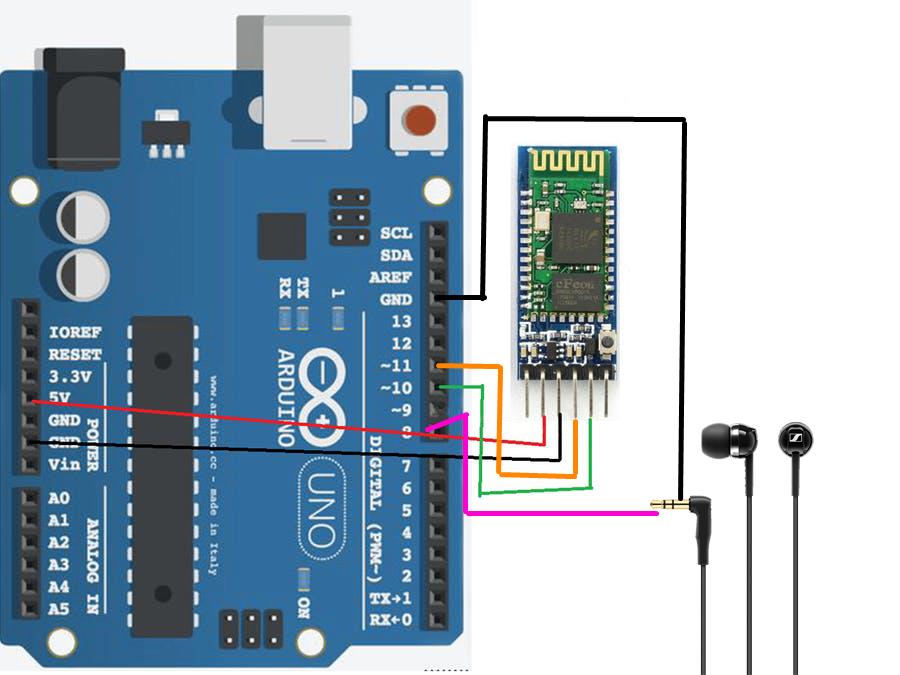 SCL
SDA
AREF
GND
13
12
~11
~10
~9
8
7
6
5
4
3
2
TX→1
RX←0
DIGITAL (PWM~)
IOREF
RESET
3.3V
5V
GND
GND
Vin
POWER
A0
A1
A2
A3
A4
A5
ANALOG IN
TX
RX
1
ARDUINO
UNO
ON
www.arduino.cc - made in Italy
cFeon